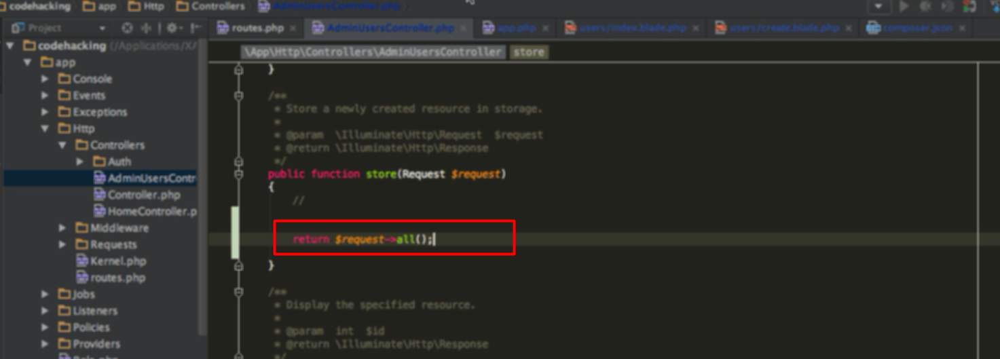 codehacking app Http Controllers AdminUsersController.php
Project
routes.php AdminUsersController.php app.php users/index.blade.php users/create.blade.php composer.json
codehacking (/Applications/XA
\App\Http\Controllers\AdminUsersController store
app
Console
Events
Exceptions
Http
Controllers
Auth
AdminUsersContr
Controller.php
HomeController.p
Middleware
Requests
Kernel.php
routes.php
Jobs
Listeners
Policies
Providers
Role.php
}
/**
* Store a newly created resource in storage.
*
* @param \Illuminate\Http\Request $request
* @return \Illuminate\Http\Response
*/
public function store(Request $request)
{
//
return $request->all();
}
/**
* Display the specified resource.
*
* @param int $id
* @return \Illuminate\Http\Response
*/